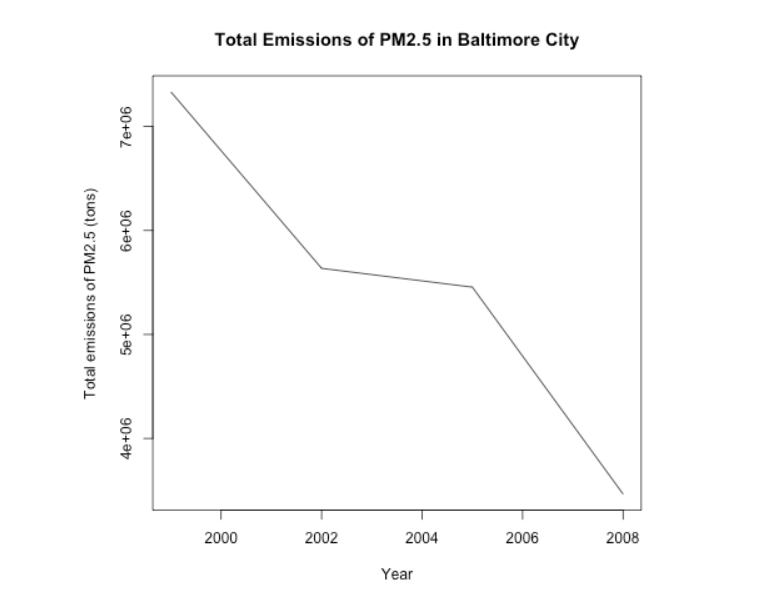 Total Emissions of PM2.5 in Baltimore City
Total emissions of PM2.5 (tons)
7e+06
6e+06
5e+06
4e+06
2000 2002 2004 2006 2008
Year